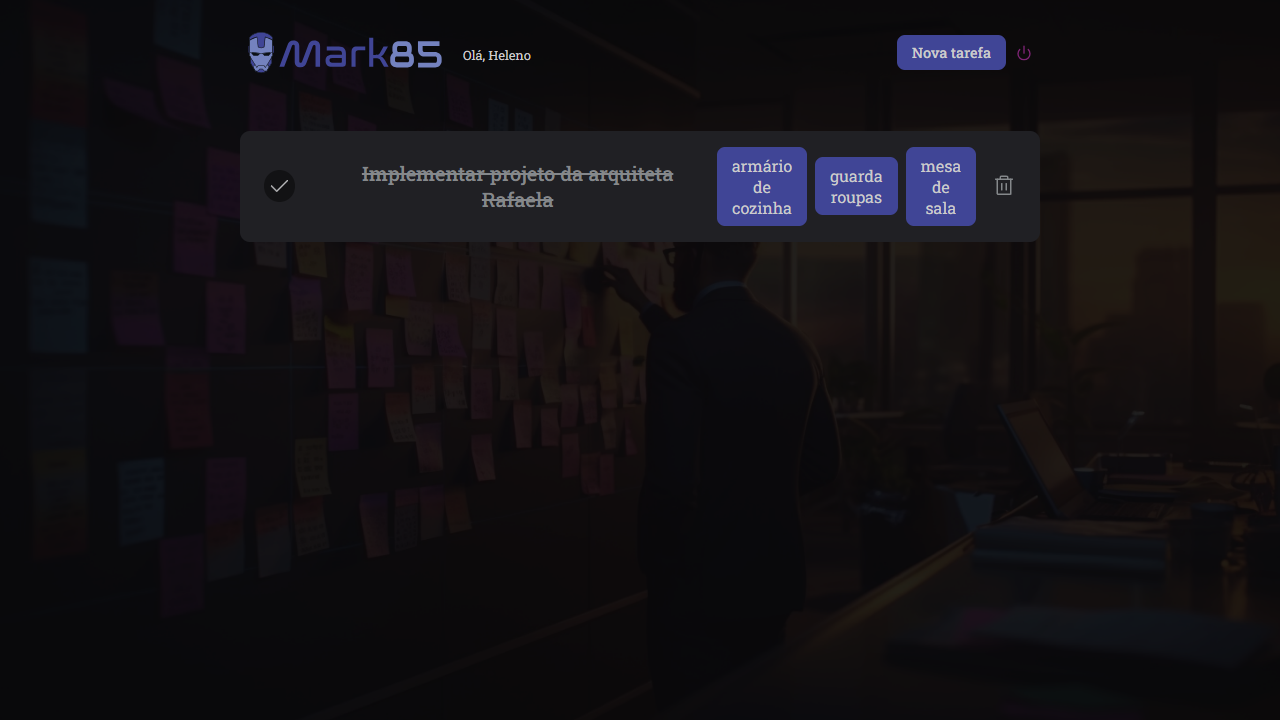 Mark85
Olá, Heleno
Nova tarefa
Implementar projeto da arquiteta
Rafaela
armário
de
cozinha
guarda
roupas
mesa
de
sala